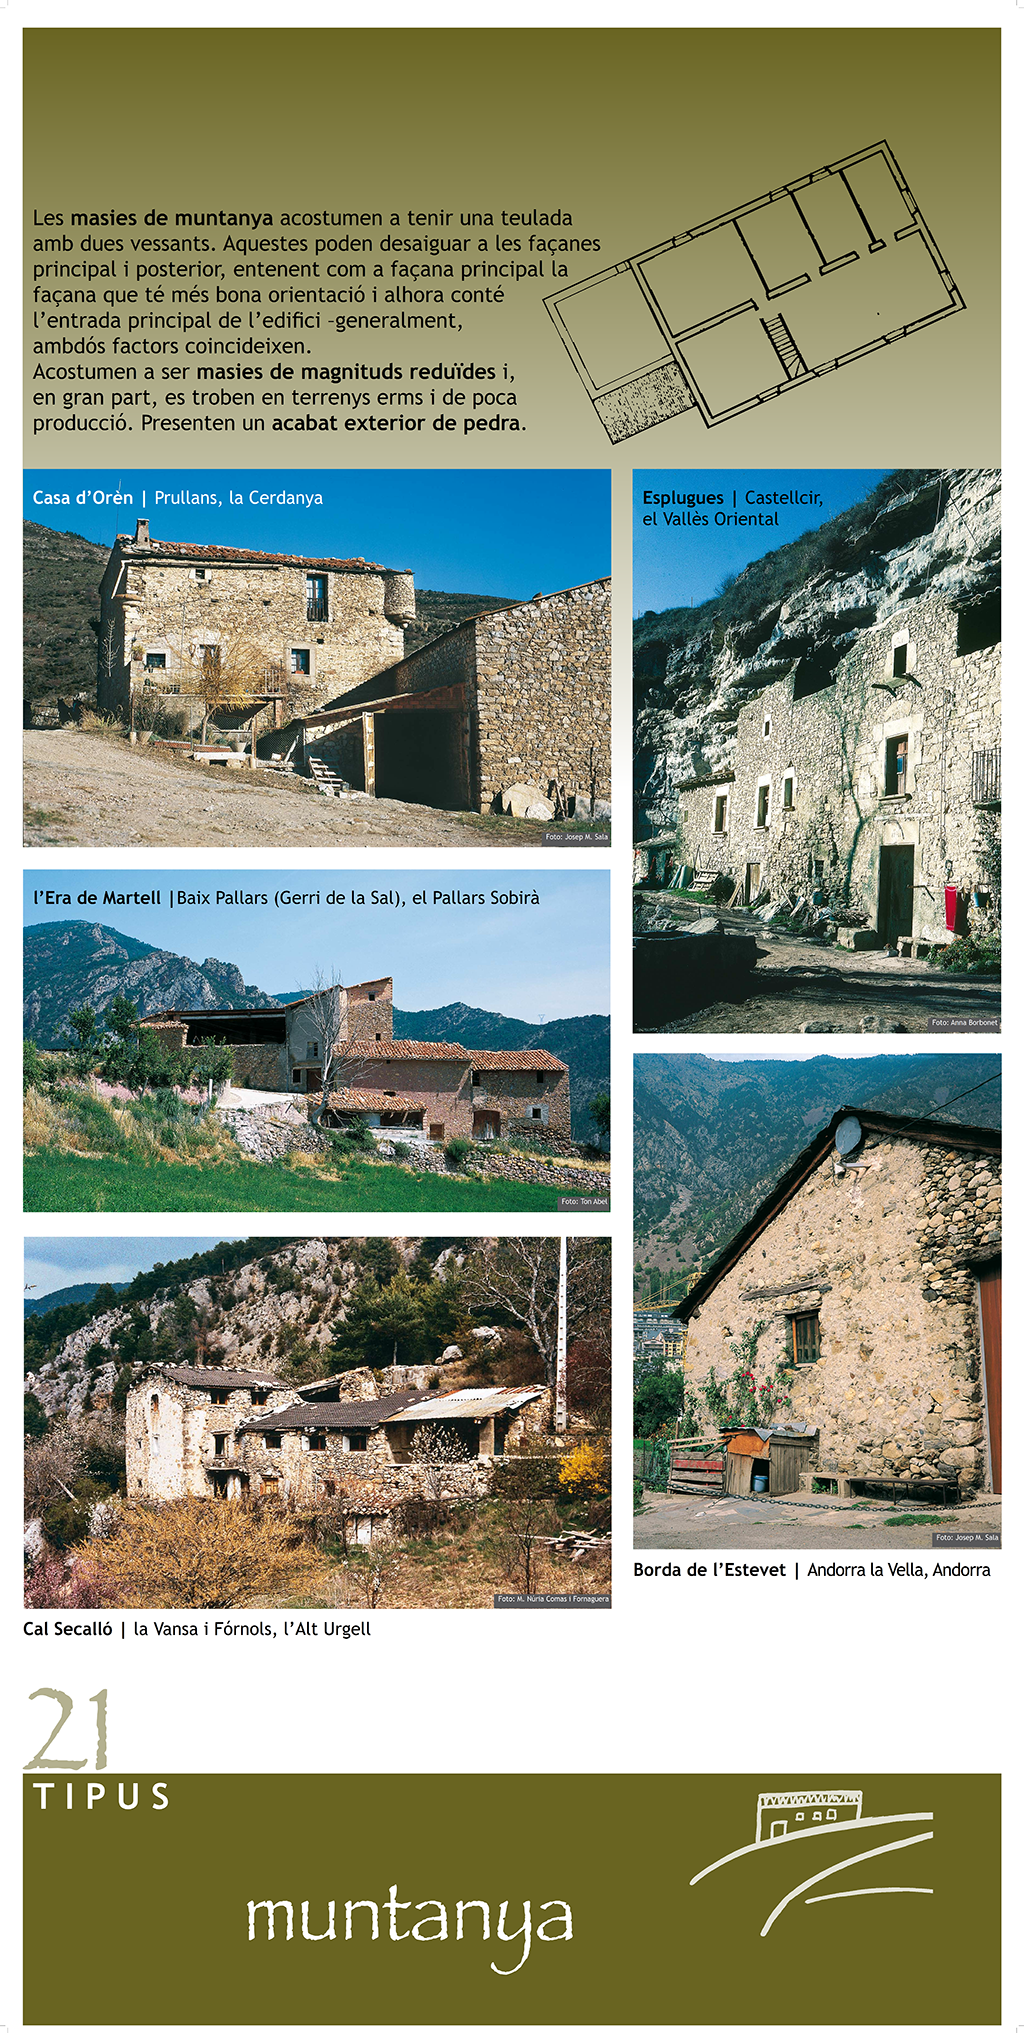 Les masies de muntanya acostumen a tenir una teulada
amb dues vessants. Aquestes poden desaiguar a les façanes
principal i posterior, entenent com a façana principal la
façana que té més bona orientació i alhora conté
l'entrada principal de l'edifici –generalment,
ambdós factors coincideixen.
Acostumen a ser masies de magnituds reduïdes i,
en gran part, es troben en terrenys erms i de poca
producció. Presenten un acabat exterior de pedra.
Casa d'Orèn | Prullans, la Cerdanya
Foto: Josep M. Sala
Esplugues | Castellcir,
el Vallès Oriental
Foto: Anna Borbonet
l'Era de Martell |Baix Pallars (Gerri de la Sal), el Pallars Sobirà
Foto: Ton Abel
Foto: Josep M. Sala
Borda de l'Estevet | Andorra la Vella, Andorra
Foto: M. Núria Comas i Fornaguera
Cal Secalló | la Vansa i Fórnols, l'Alt Urgell
21
TIPUS
muntanya